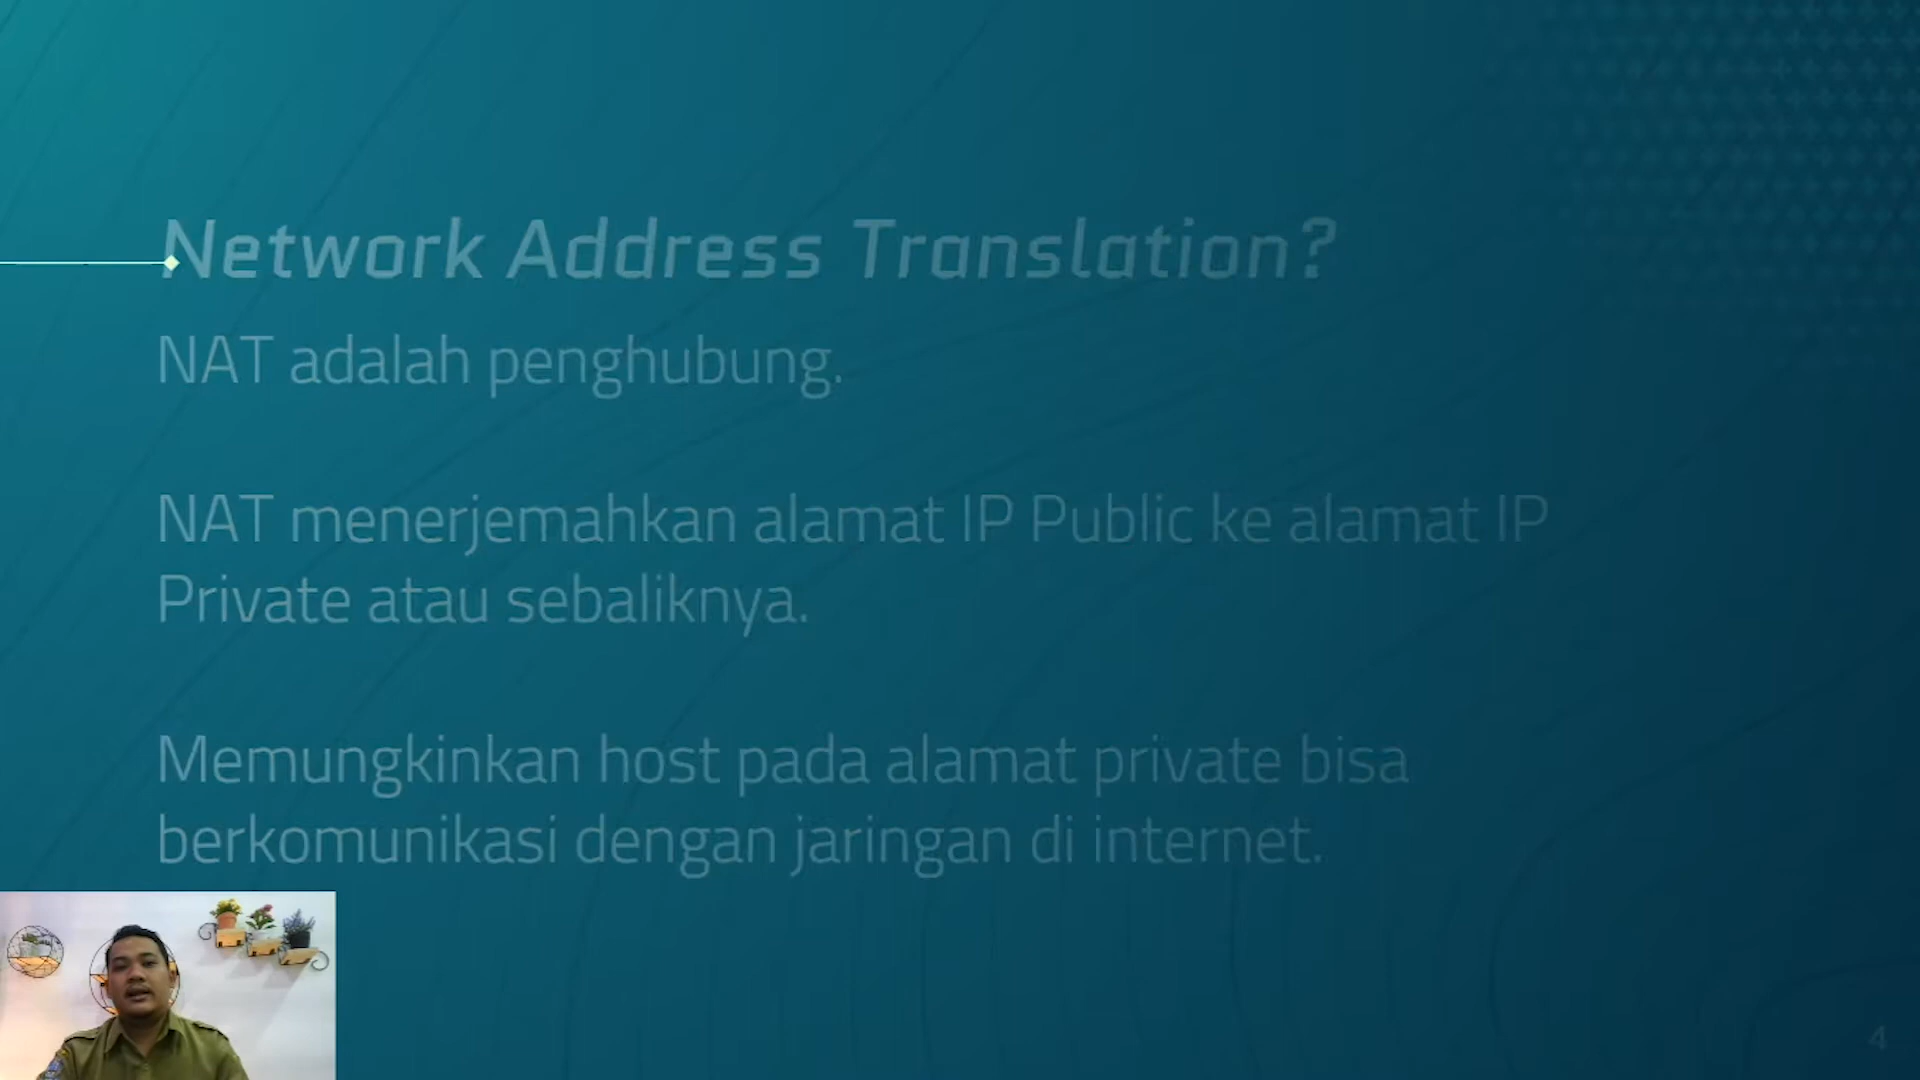 Network Address Translation?
NAT adalah penghubung.
NAT menerjemahkan alamat IP Public ke alamat IP
Private atau sebaliknya.
Memungkinkan host pada alamat private bisa
berkomunikasi dengan jaringan di internet.
4